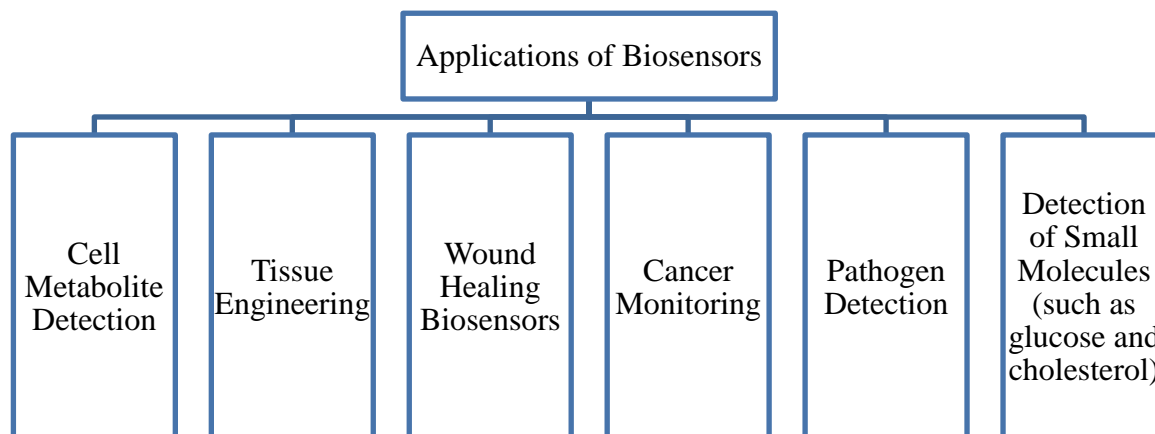 Applications of Biosensors
Cell
Metabolite
Detection
Tissue
Engineering
Wound
Healing
Biosensors
Cancer
Monitoring
Pathogen
Detection
Detection
of Small
Molecules
(such as
glucose and
cholesterol)